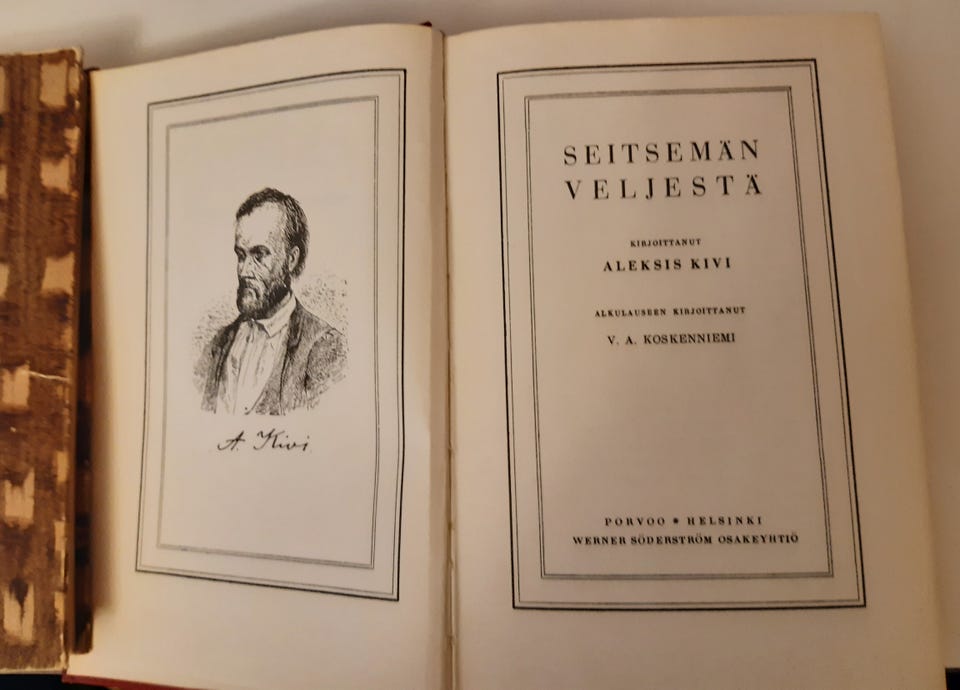 A. Kivi
SEITSEMÄN
VELJESTÄ
KIRJOITTANUT
ALEKSIS KIVI
ALKULAUSEEN KIRJOITTANUT
V. A. KOSKENNIEMI
PORVOO * HELSINKI
WERNER SÖDERSTRÖM OSAKEYHTIÖ